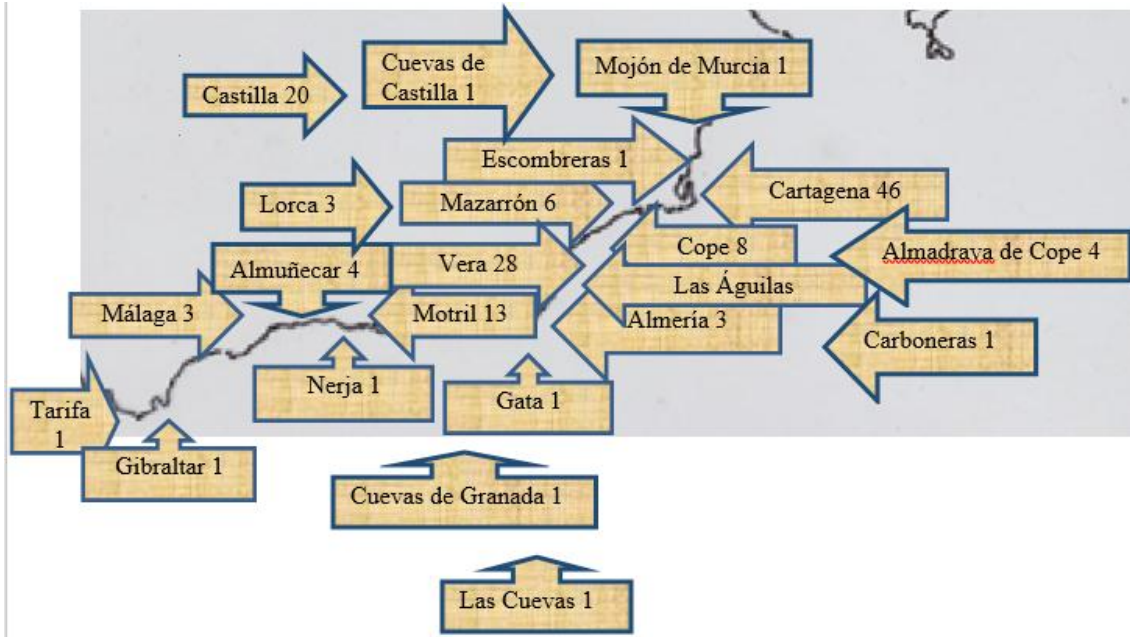 Cuevas de
Castilla 1
Mojón de Murcia 1
Castilla 20
Escombreras 1
Lorca 3
Mazarrón 6
Cartagena 46
Almuñecar 4
Vera 28
Cope 8
Almadrava de Cope 4
Las Águilas
Málaga 3
Motril 13
Almería 3
Carboneras 1
Nerja 1
Gata 1
Tarifa
1
Gibraltar 1
Cuevas de Granada 1
Las Cuevas 1